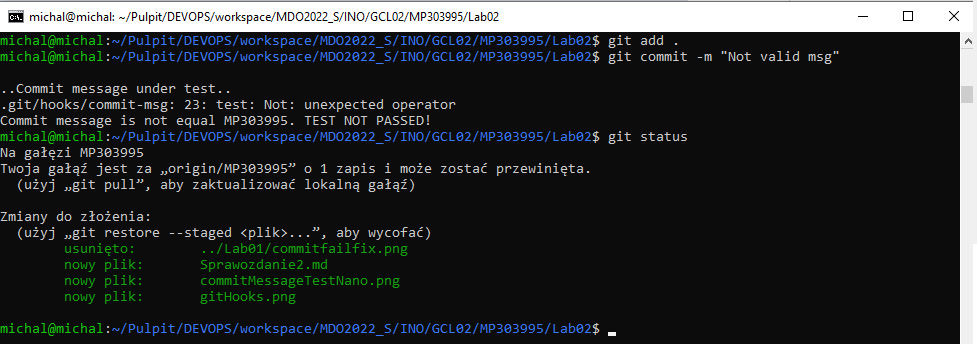 michal@michal: ~/Pulpit/DEVOPS/workspace/MDO2022_S/INO/GCL02/MP303995/Lab02
michal@michal:~/Pulpit/DEVOPS/workspace/MDO2022_S/INO/GCL02/MP303995/Lab02$ git add .
michal@michal:~/Pulpit/DEVOPS/workspace/MDO2022_S/INO/GCL02/MP303995/Lab02$ git commit -m "Not valid msg"
..Commit message under test..
.git/hooks/commit-msg: 23: test: Not: unexpected operator
Commit message is not equal MP303995. TEST NOT PASSED!
michal@michal:~/Pulpit/DEVOPS/workspace/MDO2022_S/INO/GCL02/MP303995/Lab02$ git status
Na gałęzi MP303995
Twoja gałąź jest za „origin/MP303995” o 1 zapis i może zostać przewinięta.
(użyj „git pull”, aby zaktualizować lokalną gałąź)
Zmiany do złożenia:
(użyj „git restore --staged <plik>...”, aby wycofać)
usunięto: ../Lab01/commitfailfix.png
nowy plik: Sprawozdanie2.md
nowy plik: commitMessageTestNano.png
nowy plik: gitHooks.png
michal@michal:~/Pulpit/DEVOPS/workspace/MDO2022_S/INO/GCL02/MP303995/Lab02$